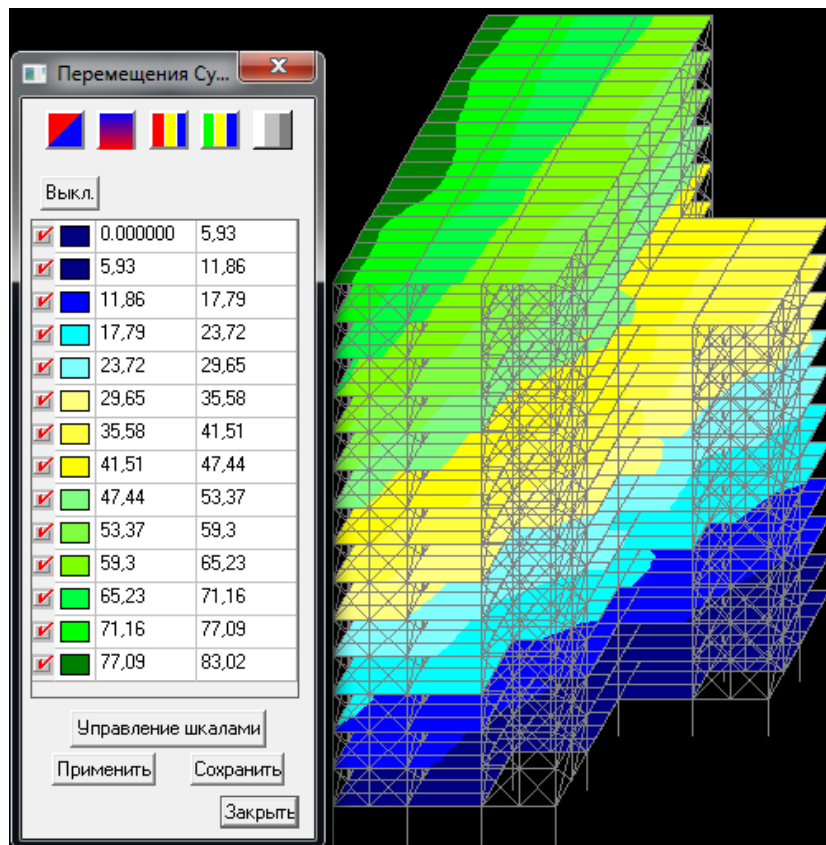 Перемещения Су...
Выкл.
0.000000 5,93
5,93 11,86
11,86 17,79
17,79 23,72
23,72 29,65
29,65 35,58
35,58 41,51
41,51 47,44
47,44 53,37
53,37 59,3
59,3 65,23
65,23 71,16
71,16 77,09
77,09 83,02
Управление шкалами
Применить Сохранить
Закрыть